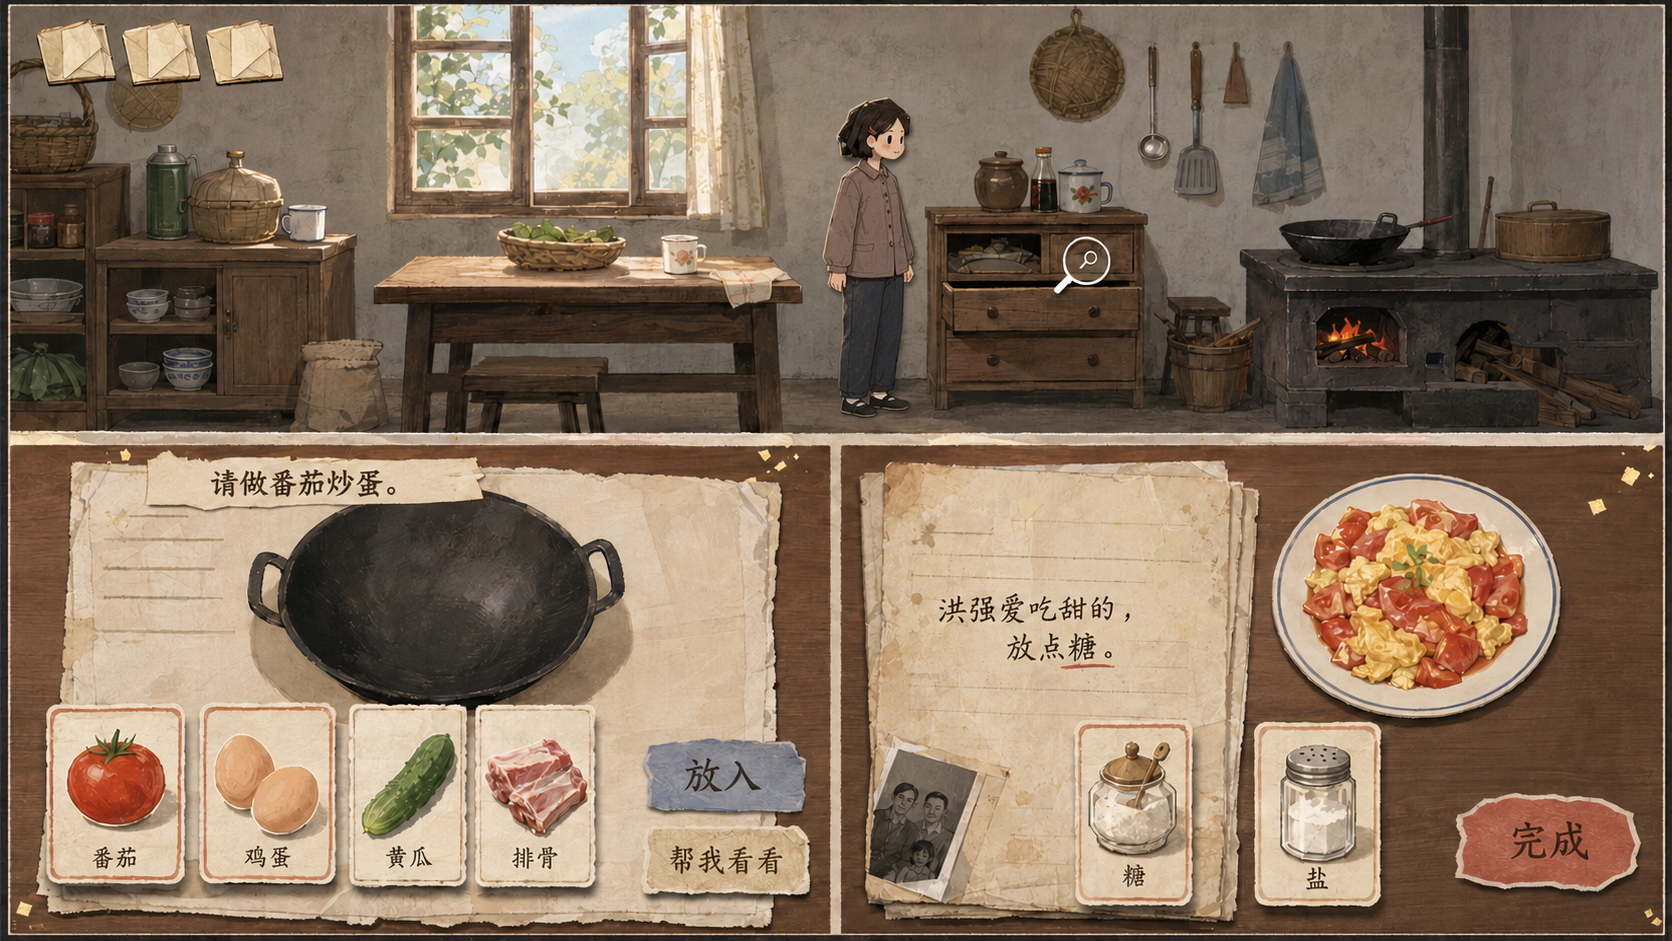 请做番茄炒蛋。
番茄
鸡蛋
黄瓜
排骨
放入
帮我看看
洪强爱吃甜的，
放点糖。
糖
盐
完成